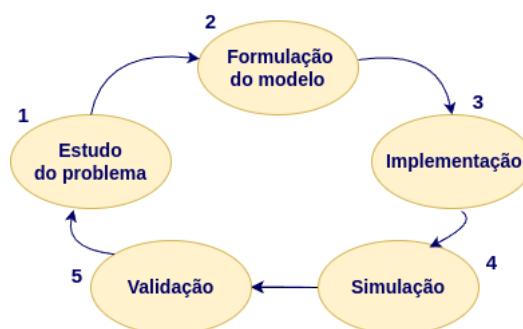 1
Estudo
do problema
2
Formulação
do modelo
3
Implementação
4
Simulação
5
Validação